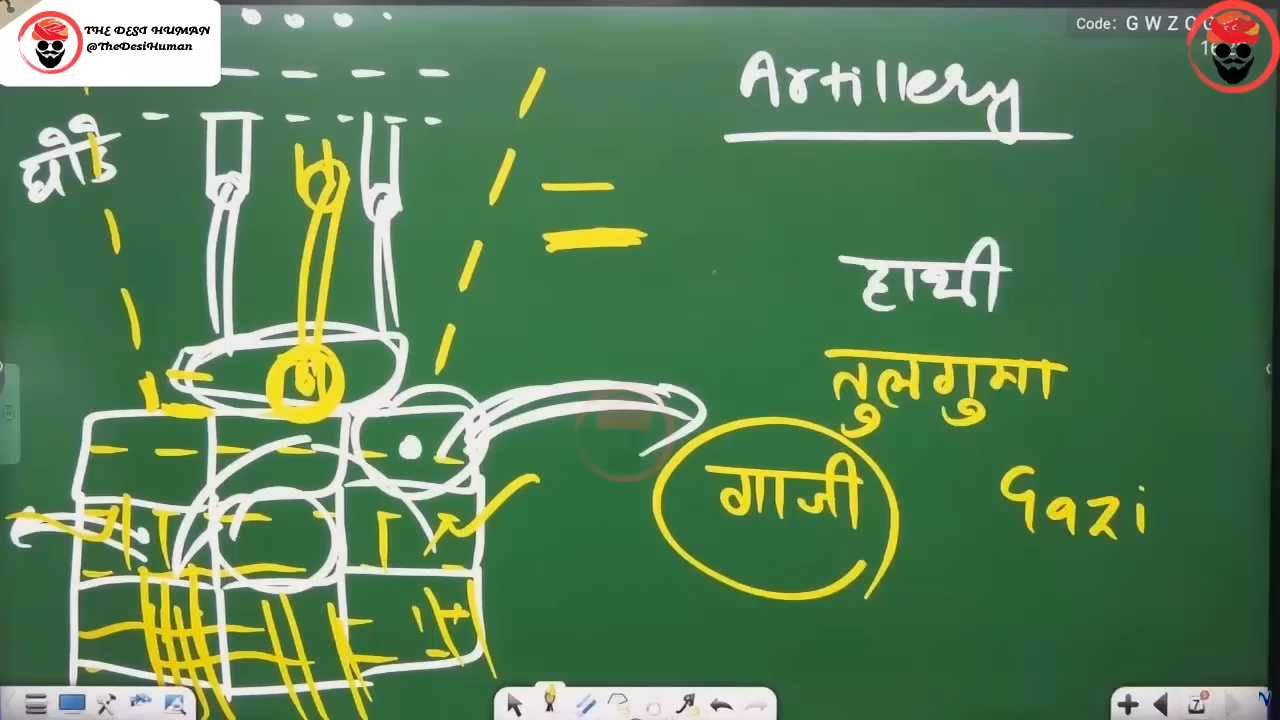 THE DESI HUMAN
@TheDesiHuman
Code: G W Z C G
Artillery
घोडे
हाथी
तुलगुमा
गाजी
Gazi